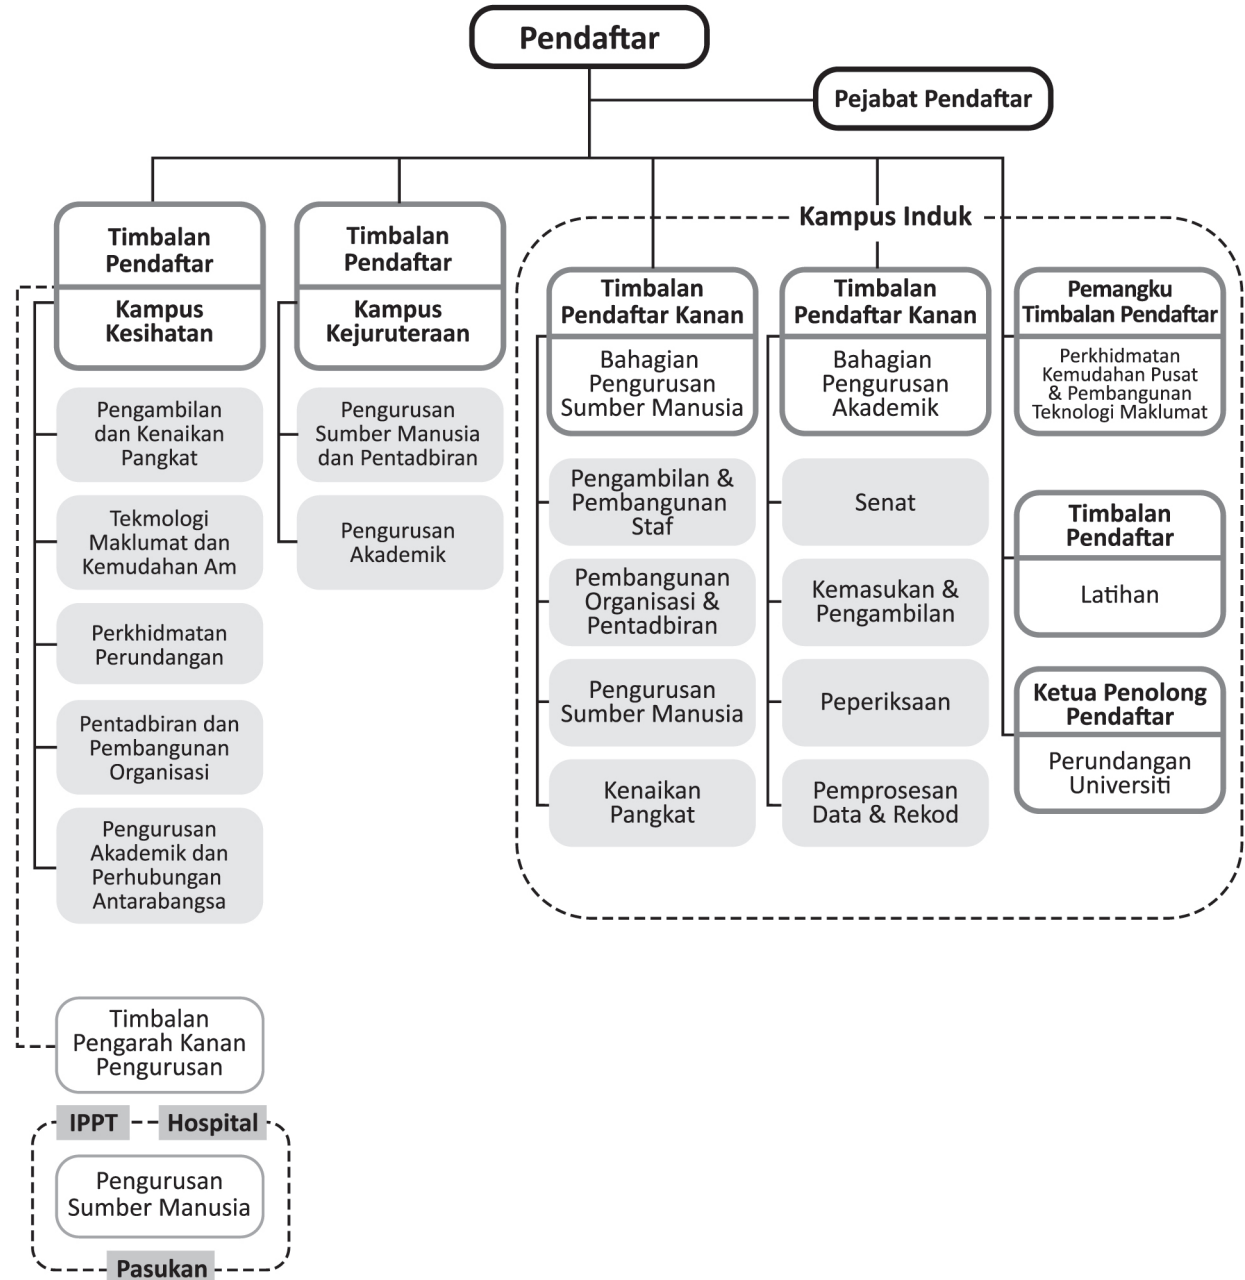 Pendaftar
Pejabat Pendaftar
Timbalan
Pendaftar
Kampus
Kesihatan
Pengambilan
dan Kenaikan
Pangkat
Tekmologi
Maklumat dan
Kemudahan Am
Perkhidmatan
Perundangan
Pentadbiran dan
Pembangunan
Organisasi
Pengurusan
Akademik dan
Perhubungan
Antarabangsa
Timbalan
Pengarah Kanan
Pengurusan
IPPT
Hospital
Pengurusan
Sumber Manusia
Pasukan
Timbalan
Pendaftar
Kampus
Kejuruteraan
Pengurusan
Sumber Manusia
dan Pentadbiran
Pengurusan
Akademik
Kampus Induk
Timbalan
Pendaftar Kanan
Bahagian
Pengurusan
Sumber Manusia
Pengambilan &
Pembangunan
Staf
Pembangunan
Organisasi &
Pentadbiran
Pengurusan
Sumber Manusia
Kenaikan
Pangkat
Timbalan
Pendaftar Kanan
Bahagian
Pengurusan
Akademik
Senat
Kemasukan &
Pengambilan
Peperiksaan
Pemprosesan
Data & Rekod
Pemangku
Timbalan Pendaftar
Perkhidmatan
Kemudahan Pusat
& Pembangunan
Teknologi Maklumat
Timbalan
Pendaftar
Latihan
Ketua Penolong
Pendaftar
Perundangan
Universiti